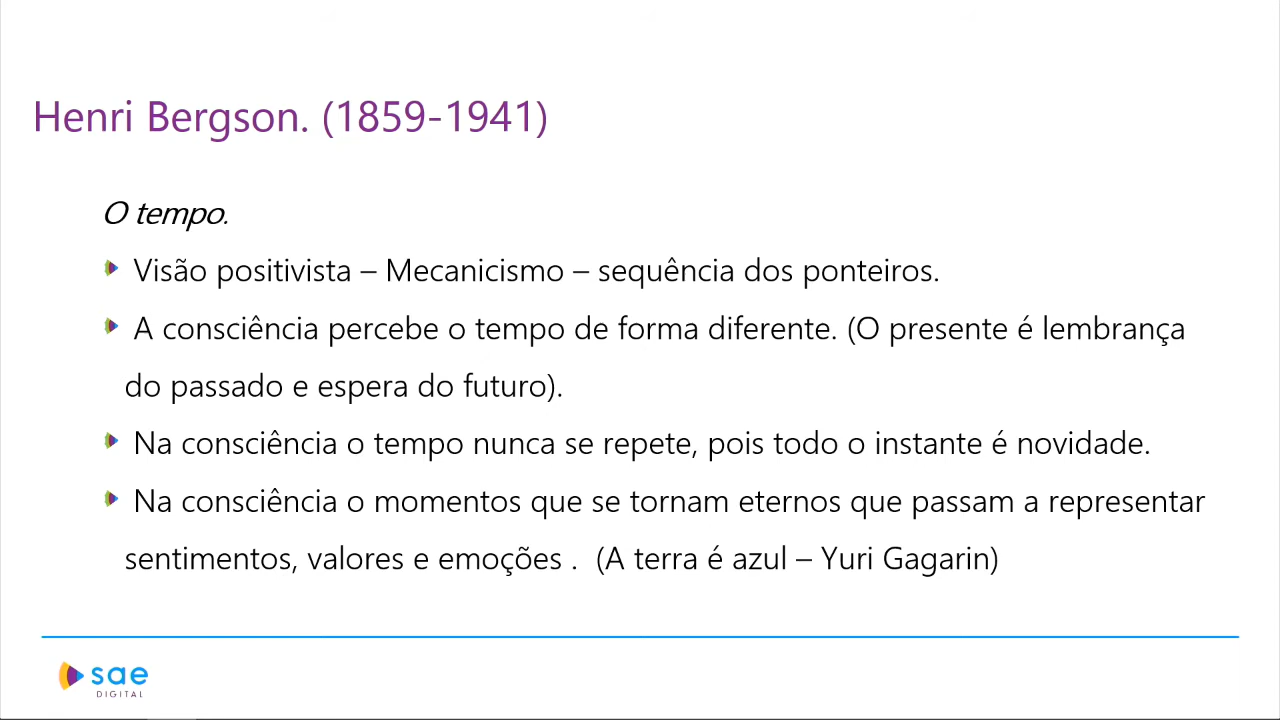 Henri Bergson. (1859-1941)
O tempo.
Visão positivista – Mecanicismo – sequência dos ponteiros.
A consciência percebe o tempo de forma diferente. (O presente é lembrança
do passado e espera do futuro).
Na consciência o tempo nunca se repete, pois todo o instante é novidade.
Na consciência o momentos que se tornam eternos que passam a representar
sentimentos, valores e emoções .  (A terra é azul – Yuri Gagarin)
sae
DIGITAL